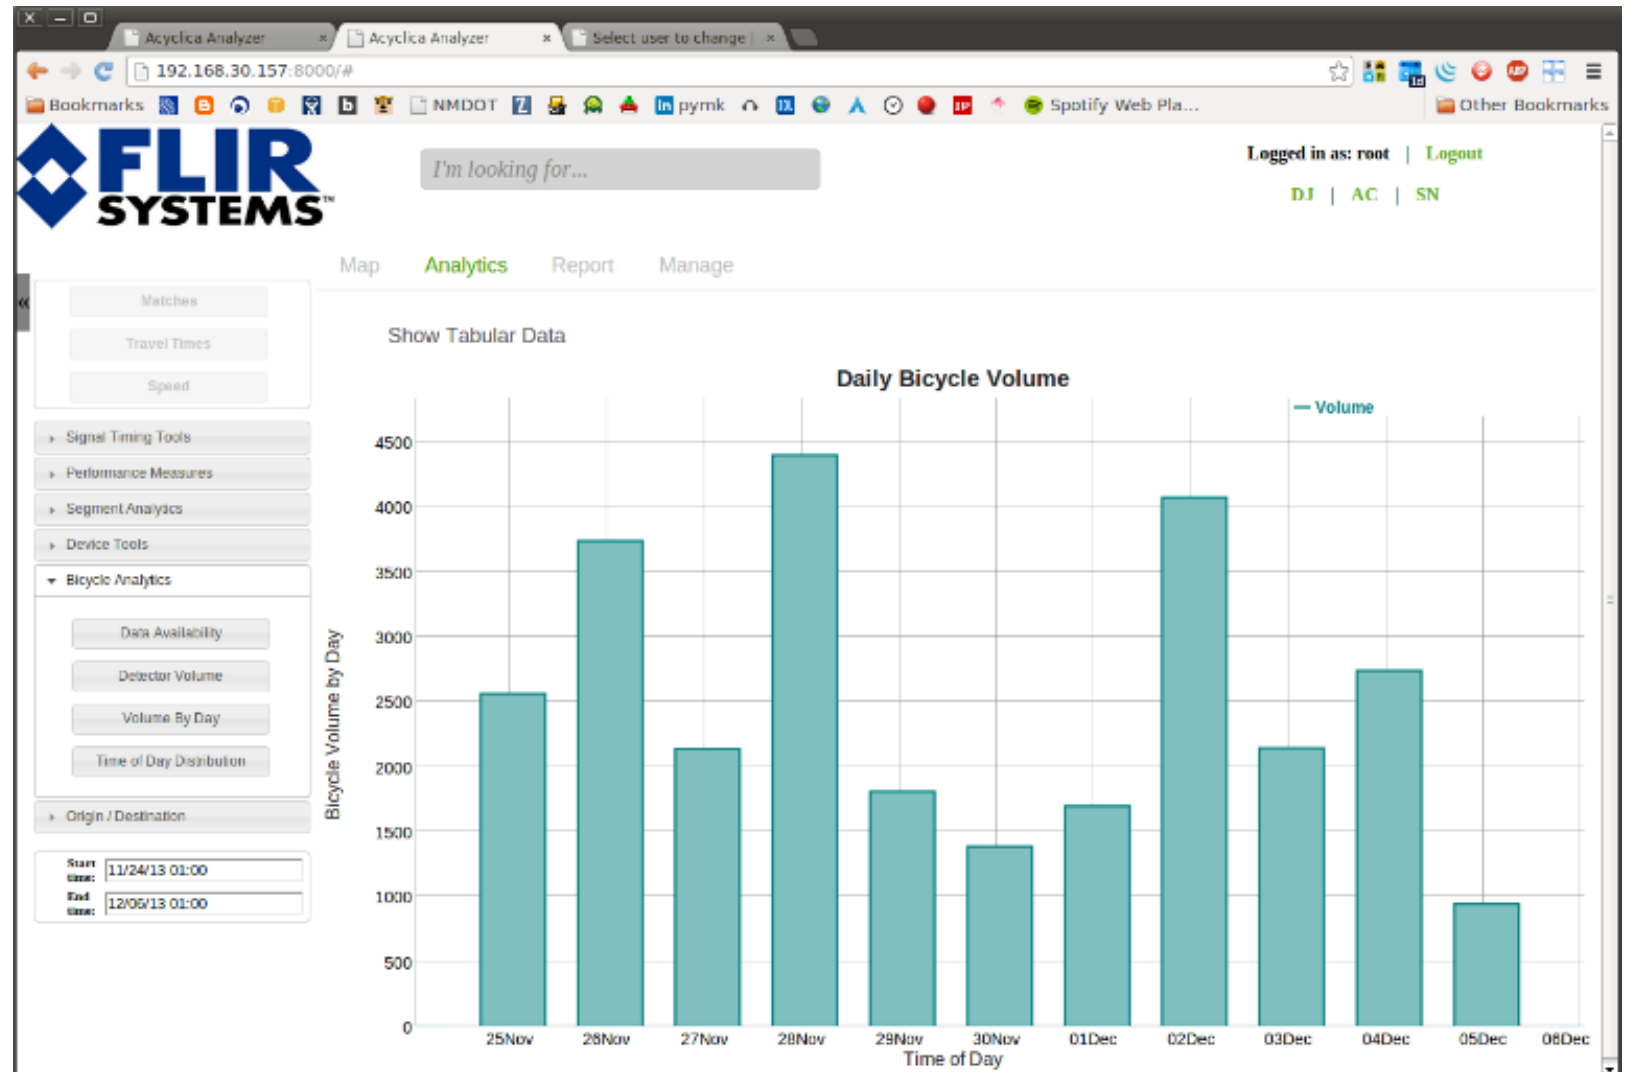 Acyclica Analyzer
Acyclica Analyzer
Select user to change |
192.168.30.157:8000/#
Bookmarks
NMDOT
pymk
Spotify Web Pla...
Other Bookmarks
FLIR
SYSTEMS™
I'm looking for...
Logged in as: root | Logout
DJ | AC | SN
Map Analytics Report Manage
Matches
Travel Times
Speed
Signal Timing Tools
Performance Measures
Segment Analytics
Device Tools
Bicycle Analytics
Data Availability
Detector Volume
Volume By Day
Time of Day Distribution
Origin / Destination
Start time: 11/24/13 01:00
End time: 12/06/13 01:00
Show Tabular Data
Daily Bicycle Volume
Volume
Bicycle Volume by Day
4500
4000
3500
3000
2500
2000
1500
1000
500
0
25Nov 26Nov 27Nov 28Nov 29Nov 30Nov 01Dec 02Dec 03Dec 04Dec 05Dec 06Dec
Time of Day